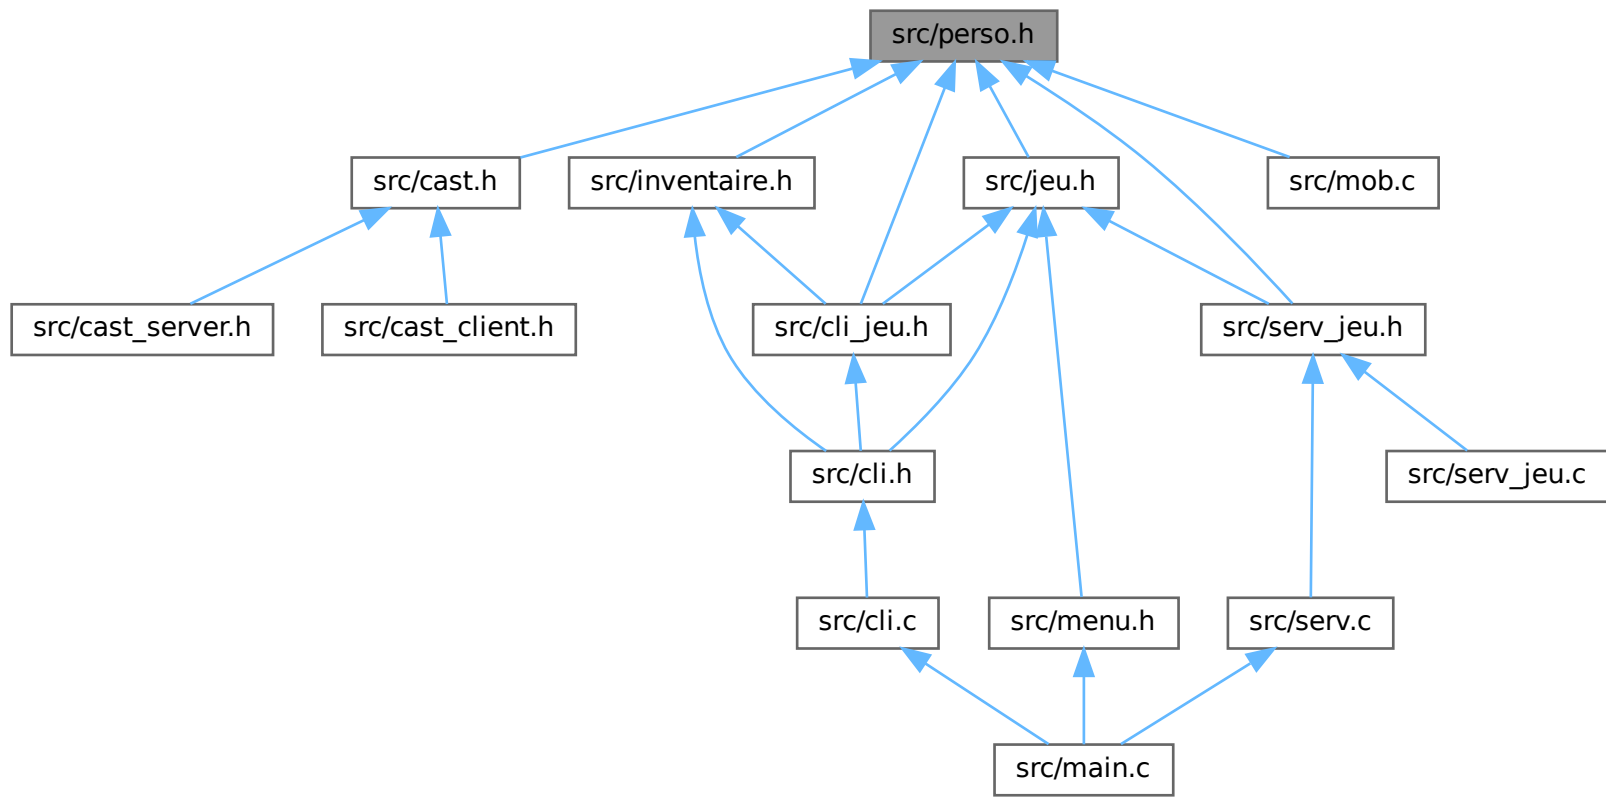 src/perso.h
src/cast.h
src/inventaire.h
src/jeu.h
src/mob.c
src/cast_server.h
src/cast_client.h
src/cli_jeu.h
src/serv_jeu.h
src/cli.h
src/serv_jeu.c
src/cli.c
src/menu.h
src/serv.c
src/main.c